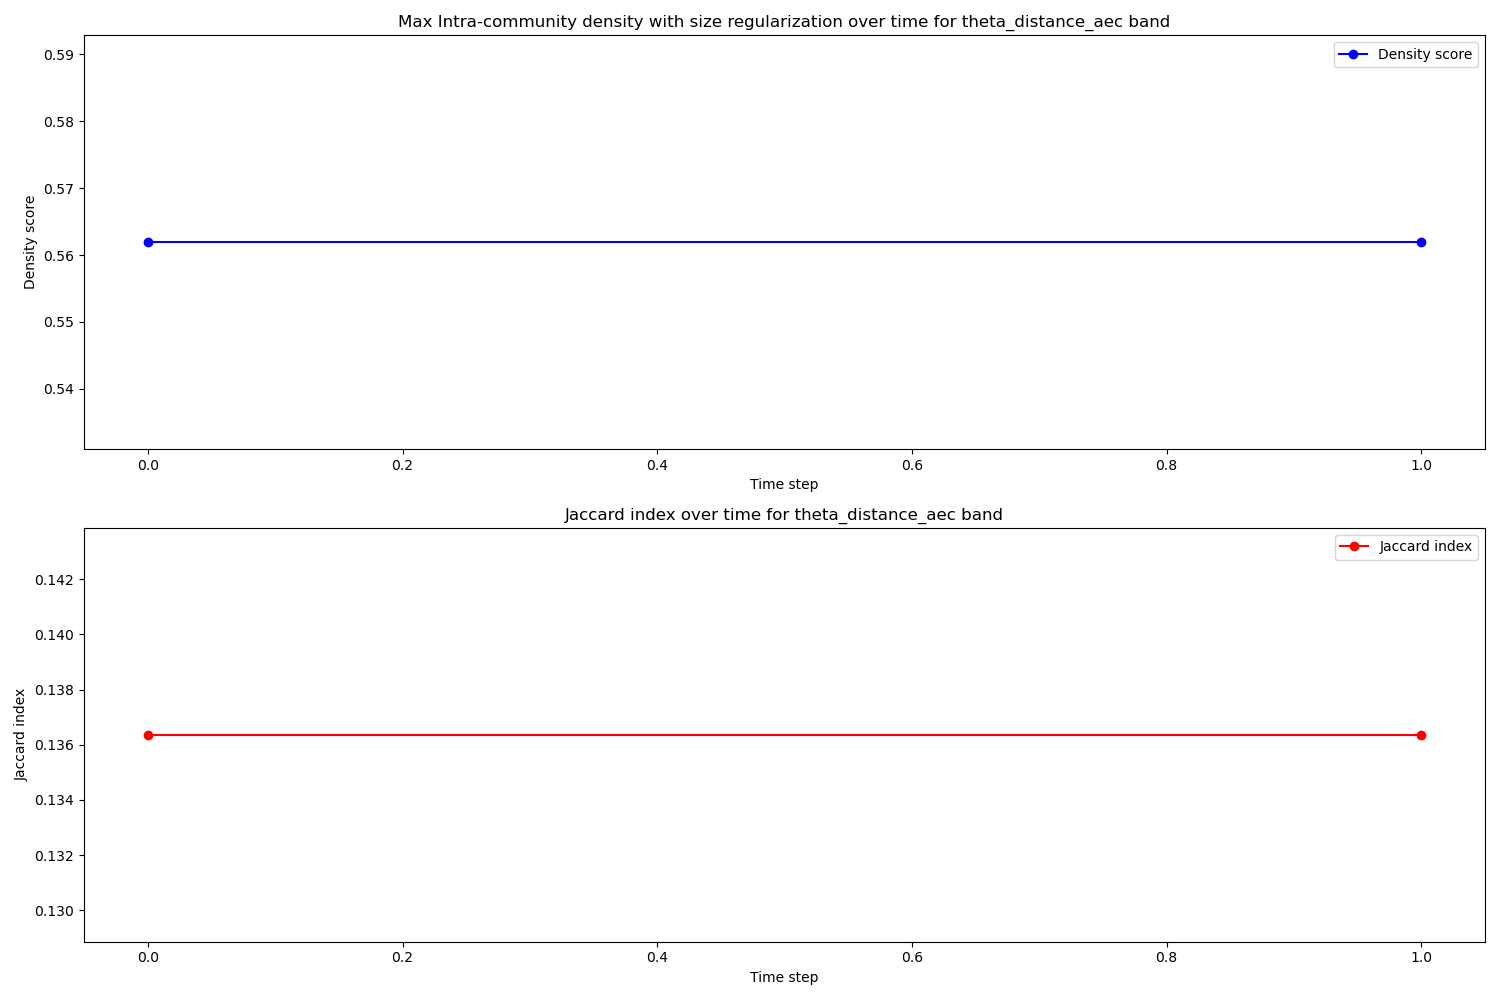 Max Intra-community density with size regularization over time for theta_distance_aec band
Density score
0.59
0.58
0.57
0.56
0.55
0.54
Density score
0.0 0.2 0.4 0.6 0.8 1.0
Time step
Jaccard index over time for theta_distance_aec band
Jaccard index
0.142
0.140
0.138
0.136
0.134
0.132
0.130
Jaccard index
0.0 0.2 0.4 0.6 0.8 1.0
Time step